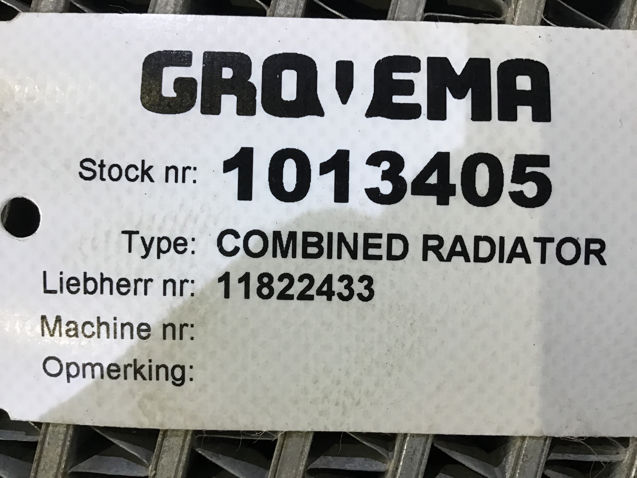 GROVEMA
Stock nr: 1013405
Type: COMBINED RADIATOR
Liebherr nr: 11822433
Machine nr:
Opmerking: